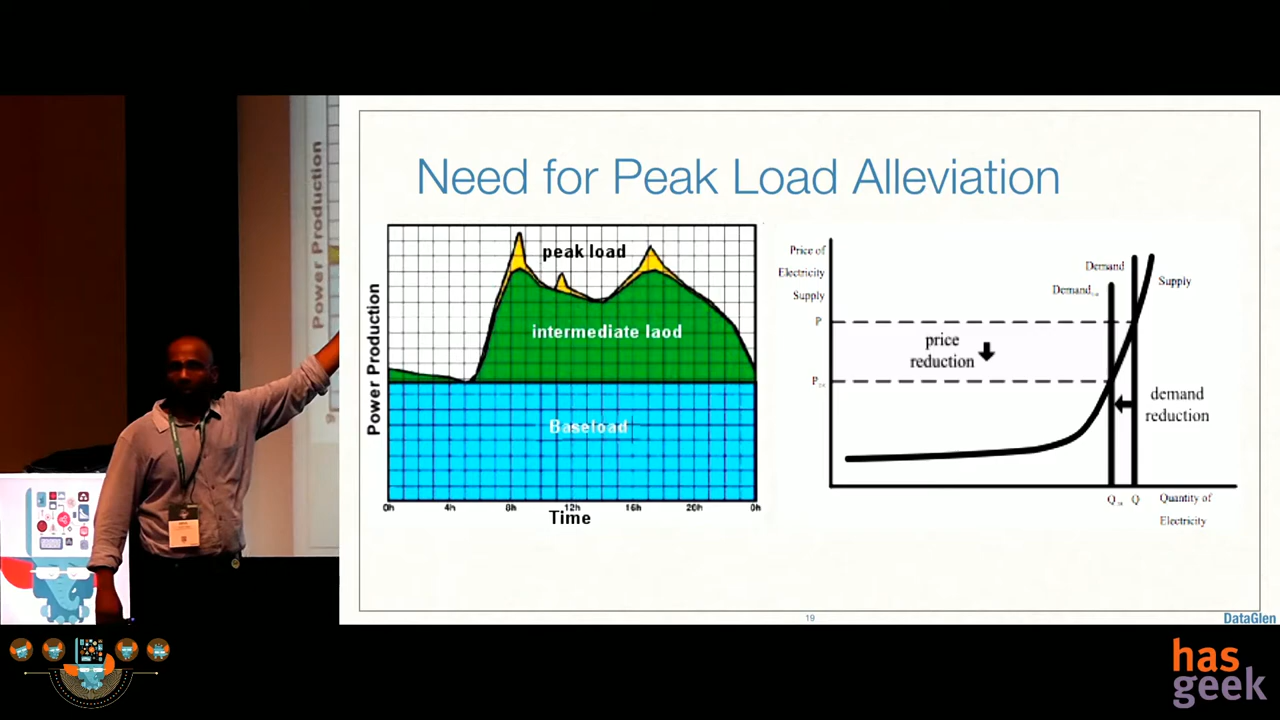 Power Production
Need for Peak Load Alleviation
peak load
intermediate laod
Baseload
Power Production
0h 4h 8h 12h 16h 20h 0h
Time
Price of
Electricity
Supply
Demand
Demand
Supply
P
P
price
reduction
demand
reduction
Q Q
Quantity of
Electricity
19
DataGlen
has
geek